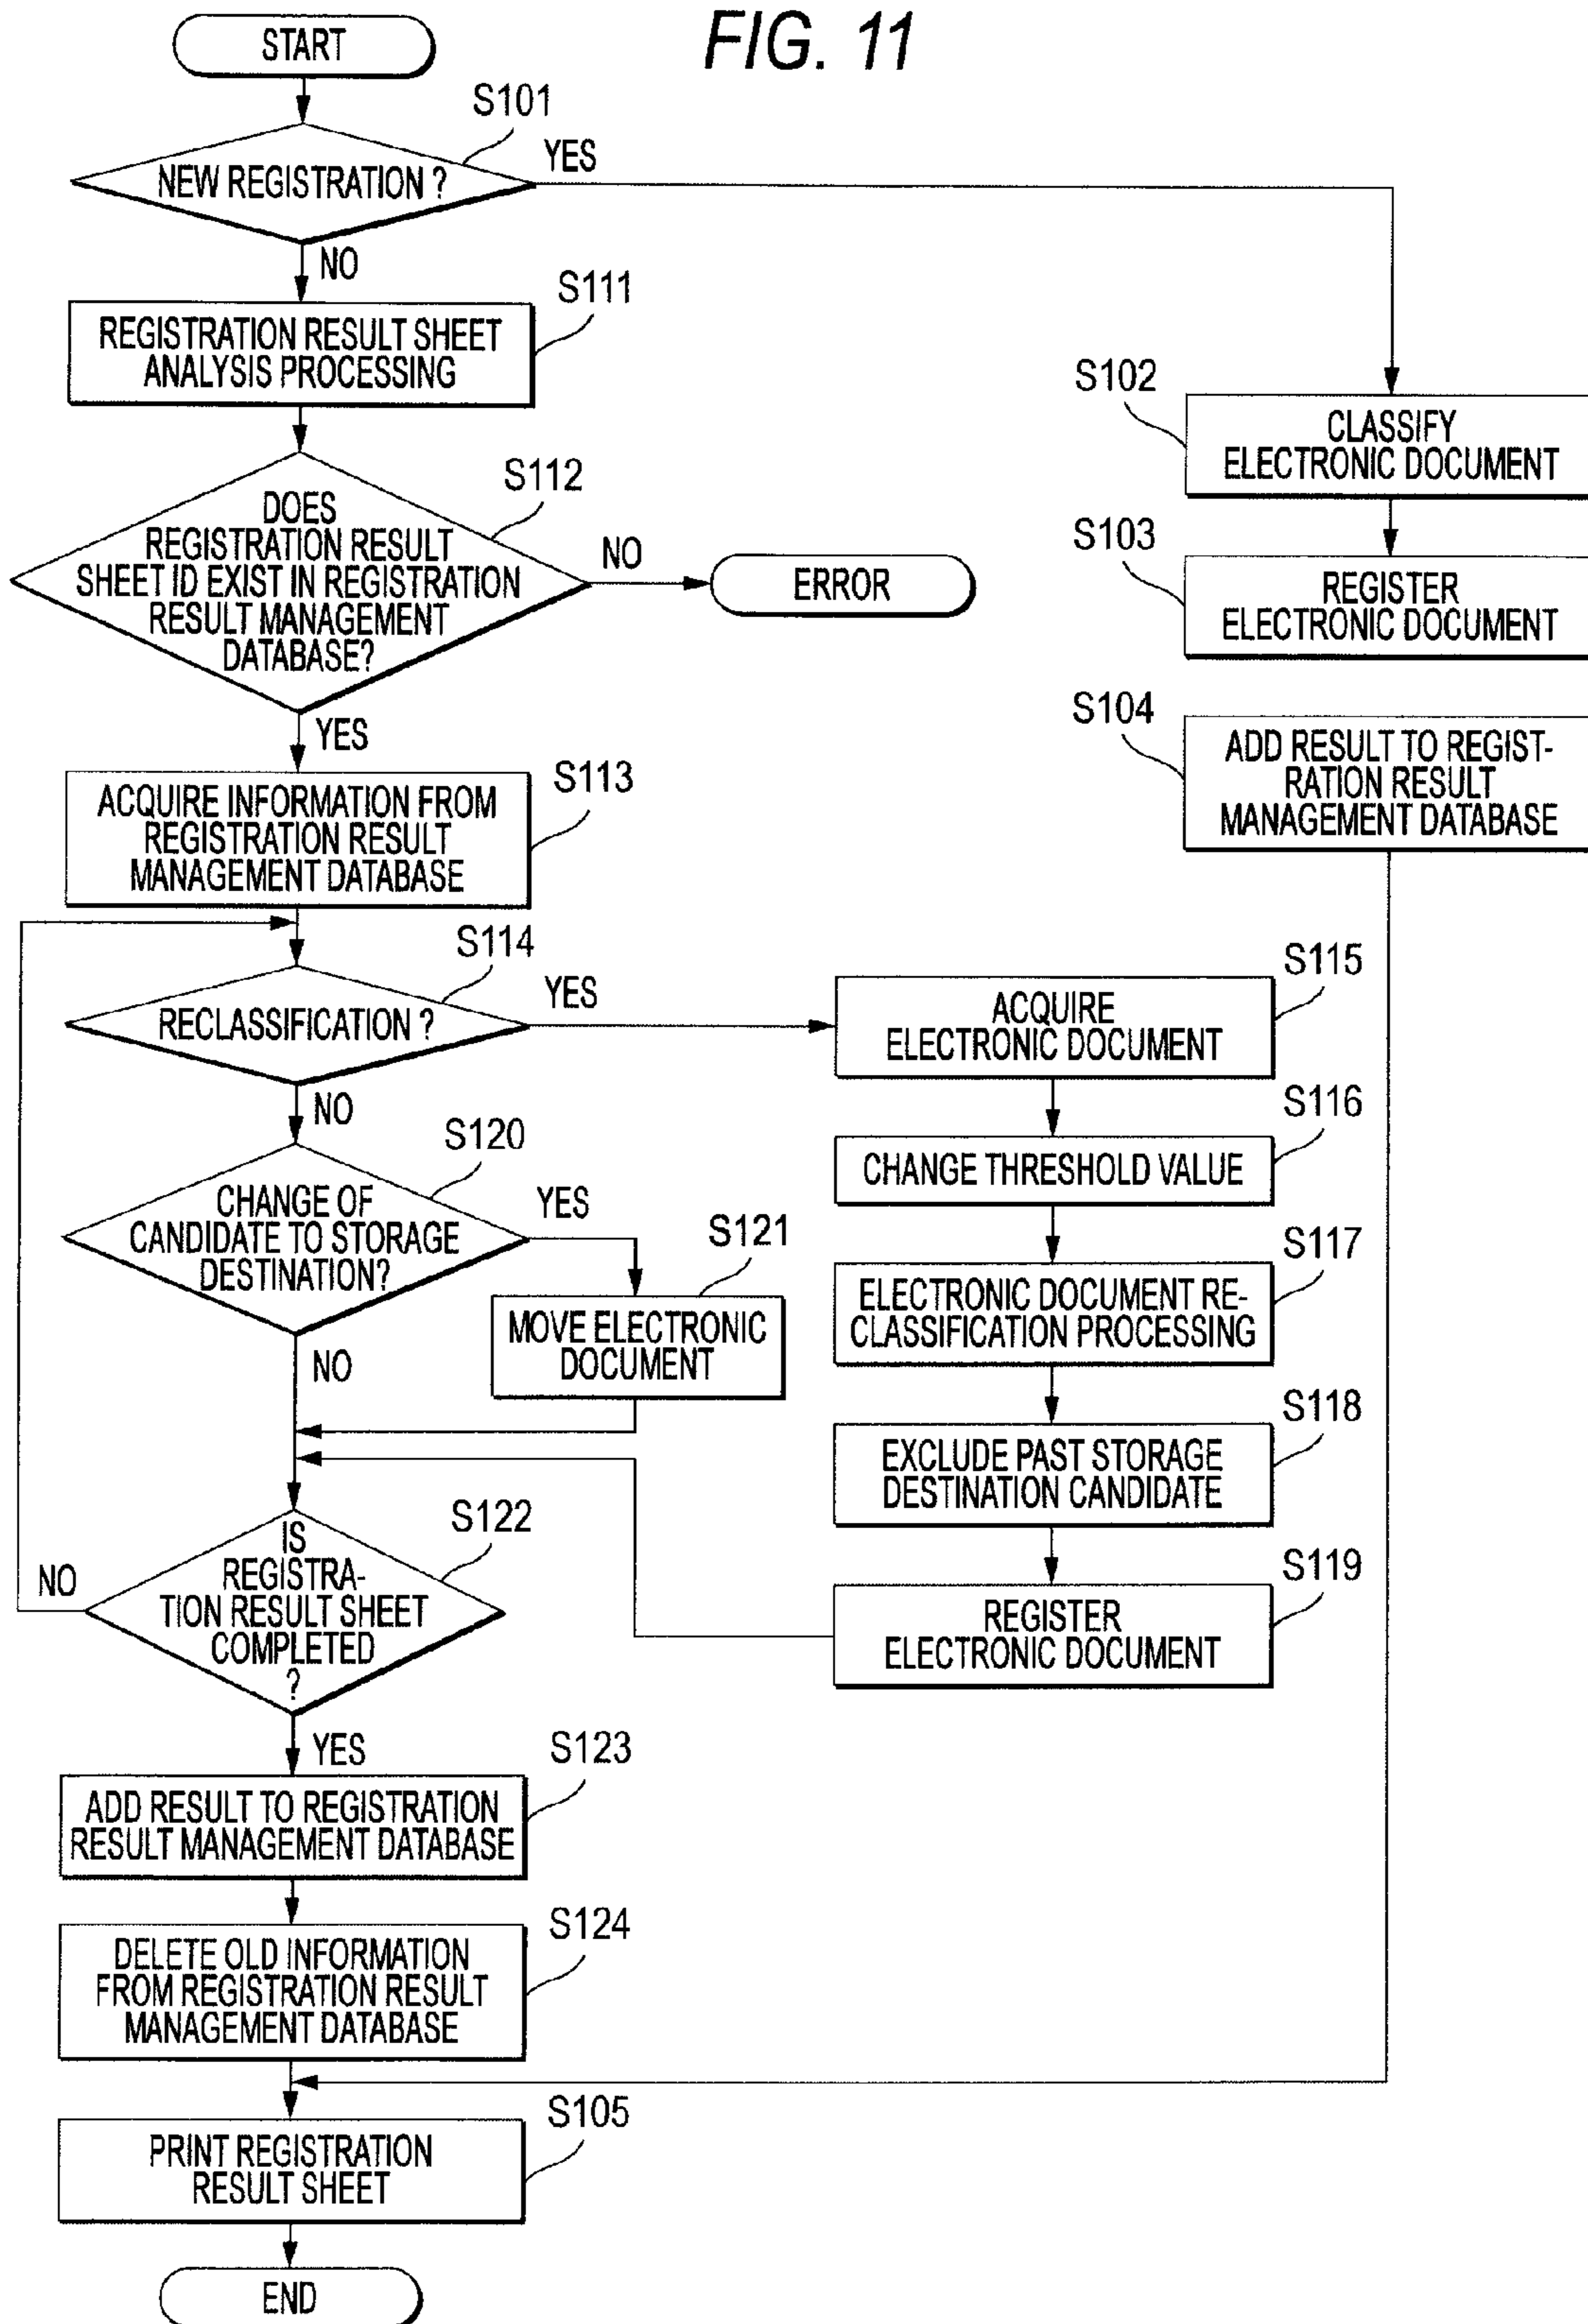 FIG. 11
START
S101
NEW REGISTRATION ?
YES
NO
S111
REGISTRATION RESULT SHEET
ANALYSIS PROCESSING
S112
DOES
REGISTRATION RESULT
SHEET ID EXIST IN REGISTRATION
RESULT MANAGEMENT
DATABASE?
NO
ERROR
YES
S102
CLASSIFY
ELECTRONIC DOCUMENT
S103
REGISTER
ELECTRONIC DOCUMENT
S104
ADD RESULT TO REGIST-
RATION RESULT
MANAGEMENT DATABASE
S113
ACQUIRE INFORMATION FROM
REGISTRATION RESULT
MANAGEMENT DATABASE
S114
RECLASSIFICATION ?
YES
NO
S115
ACQUIRE
ELECTRONIC DOCUMENT
S116
CHANGE THRESHOLD VALUE
S117
ELECTRONIC DOCUMENT RE-
CLASSIFICATION PROCESSING
S118
EXCLUDE PAST STORAGE
DESTINATION CANDIDATE
S119
REGISTER
ELECTRONIC DOCUMENT
S120
CHANGE OF
CANDIDATE TO STORAGE
DESTINATION?
YES
NO
S121
MOVE ELECTRONIC
DOCUMENT
S122
IS
REGISTRA-
TION RESULT SHEET
COMPLETED
?
NO
YES
S123
ADD RESULT TO REGISTRATION
RESULT MANAGEMENT DATABASE
S124
DELETE OLD INFORMATION
FROM REGISTRATION RESULT
MANAGEMENT DATABASE
S105
PRINT REGISTRATION
RESULT SHEET
END